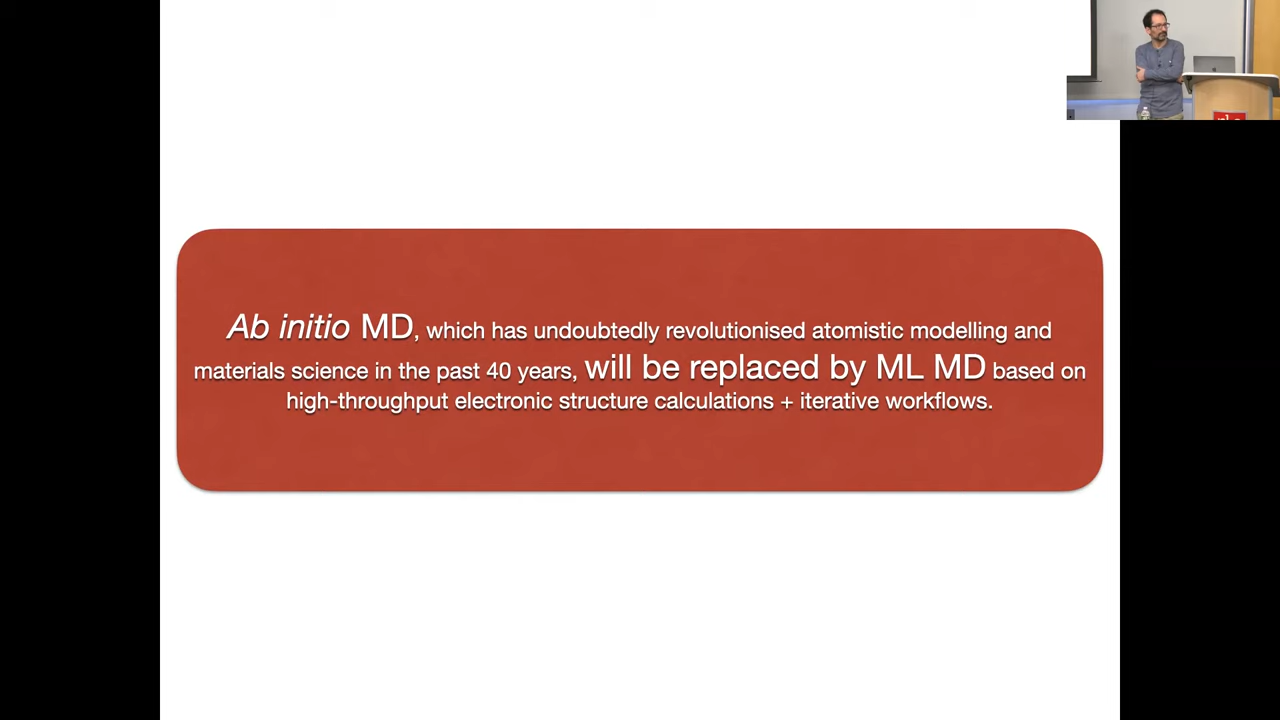 Ab initio MD, which has undoubtedly revolutionised atomistic modelling and
materials science in the past 40 years, will be replaced by ML MD based on
high-throughput electronic structure calculations + iterative workflows.